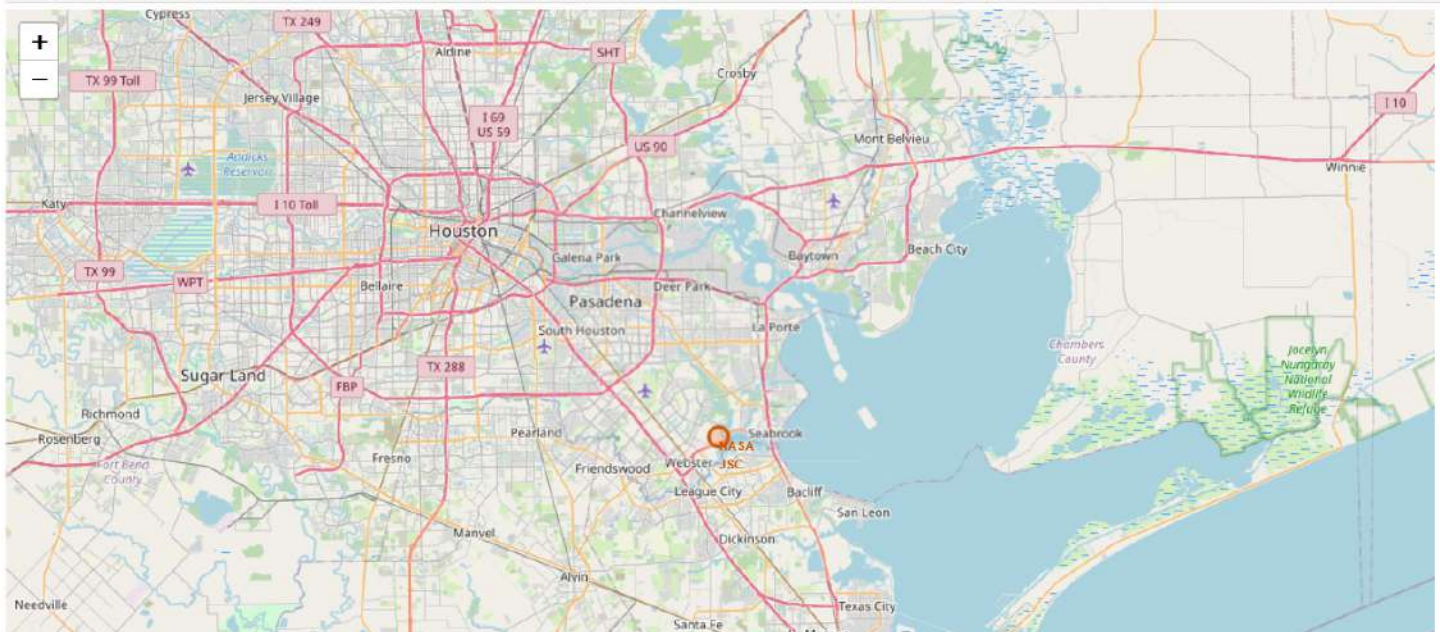 Cypress
TX 249
+
−
Aldine
SHT
Crosby
TX 99 Toll
Jersey Village
I 69
US 59
I 10
Mont Belvieu
US 90
Addicks
Reservoir
Winnie
Katy
I 10 Toll
Channelview
Houston
Beach City
Galena Park
Baytown
TX 99
WPT
Bellaire
Deer Park
Pasadena
South Houston
La Porte
Chambers
County
Jocelyn
Nungaray
National
Wildlife
Refuge
Sugar Land
TX 288
FBP
Richmond
Rosenberg
Pearland
Seabrook
NASA
JSC
Fort Bend
County
Fresno
Friendswood
Webster
League City
Bacliff
San Leon
Manvel
Dickinson
Alvin
Needville
Texas City
Santa Fe